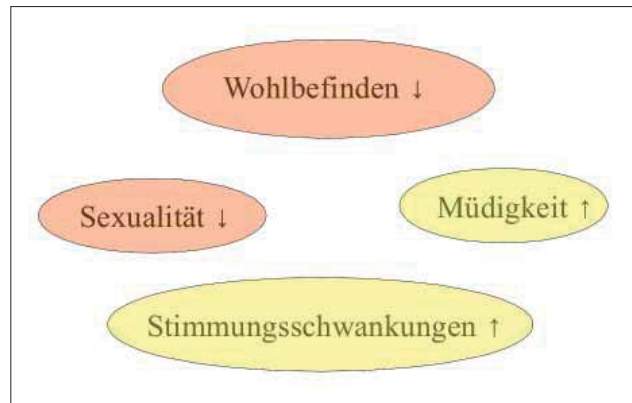 Wohlbefinden ↓
Sexualität ↓
Müdigkeit ↑
Stimmungsschwankungen ↑